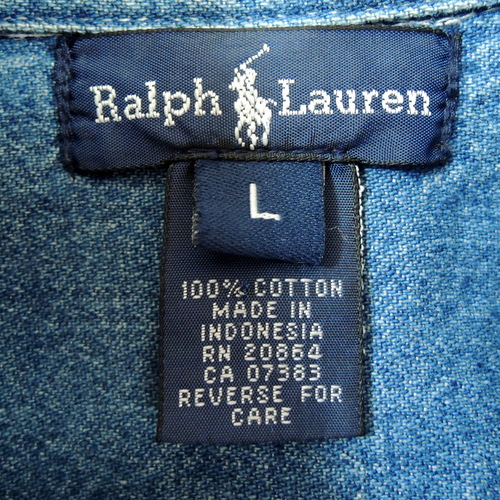 Ralph Lauren
L
100% COTTON
MADE IN
INDONESIA
RN 20864
CA 07383
REVERSE FOR
CARE